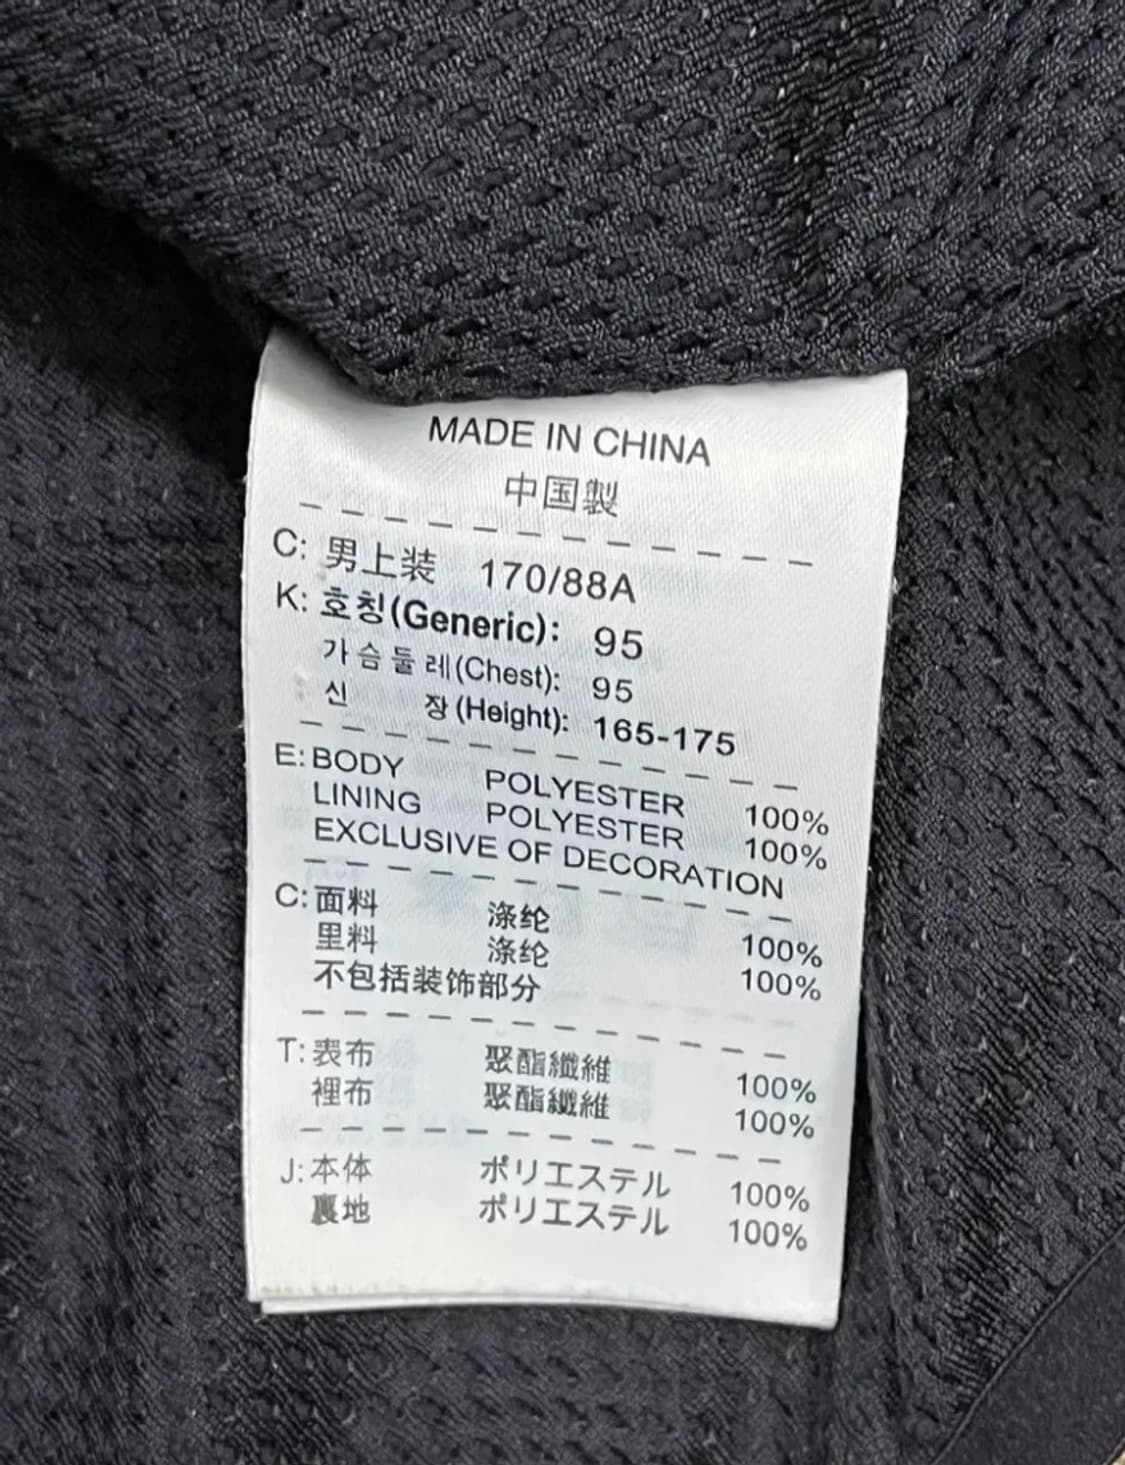 MADE IN CHINA
中国製
C: 男上装 170/88A
K: 호칭(Generic): 95
가슴둘레(Chest): 95
신 장(Height): 165-175
E: BODY POLYESTER 100%
LINING POLYESTER 100%
EXCLUSIVE OF DECORATION
C: 面料 涤纶 100%
里料 涤纶 100%
不包括装饰部分
T: 表布 聚酯纖維 100%
裡布 聚酯纖維 100%
J: 本体 ポリエステル 100%
裏地 ポリエステル 100%